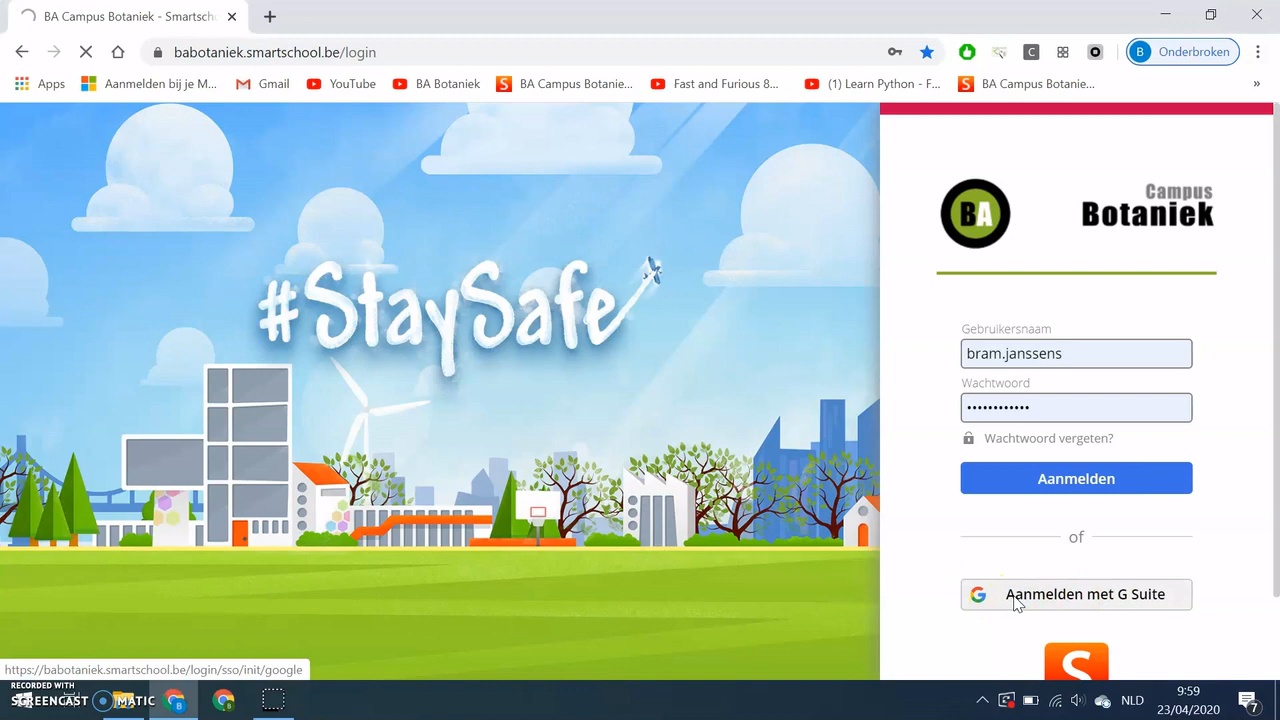 BA Campus Botaniek - Smartscho
babotaniek.smartschool.be/login
B Onderbroken
Apps
Aanmelden bij je M...
Gmail
YouTube
BA Botaniek
BA Campus Botanie...
Fast and Furious 8...
(1) Learn Python - F...
BA Campus Botanie...
»
#StaySafe
BA
Campus
Botaniek
Gebruikersnaam
bram.janssens
Wachtwoord
••••••••••••
Wachtwoord vergeten?
Aanmelden
of
Aanmelden met G Suite
S
https://babotaniek.smartschool.be/login/sso/init/google
RECORDED WITH
SCREENCAST MATIC
NLD
9:59
23/04/2020
7